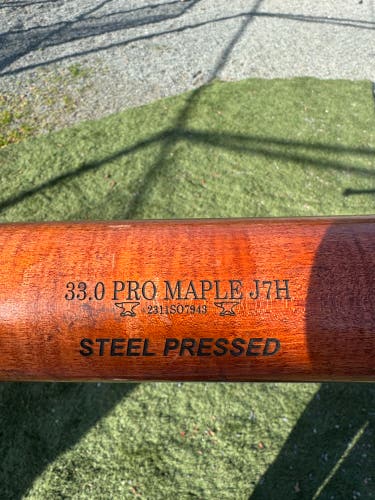 33.0 PRO MAPLE J7H
2311SO7943
STEEL PRESSED